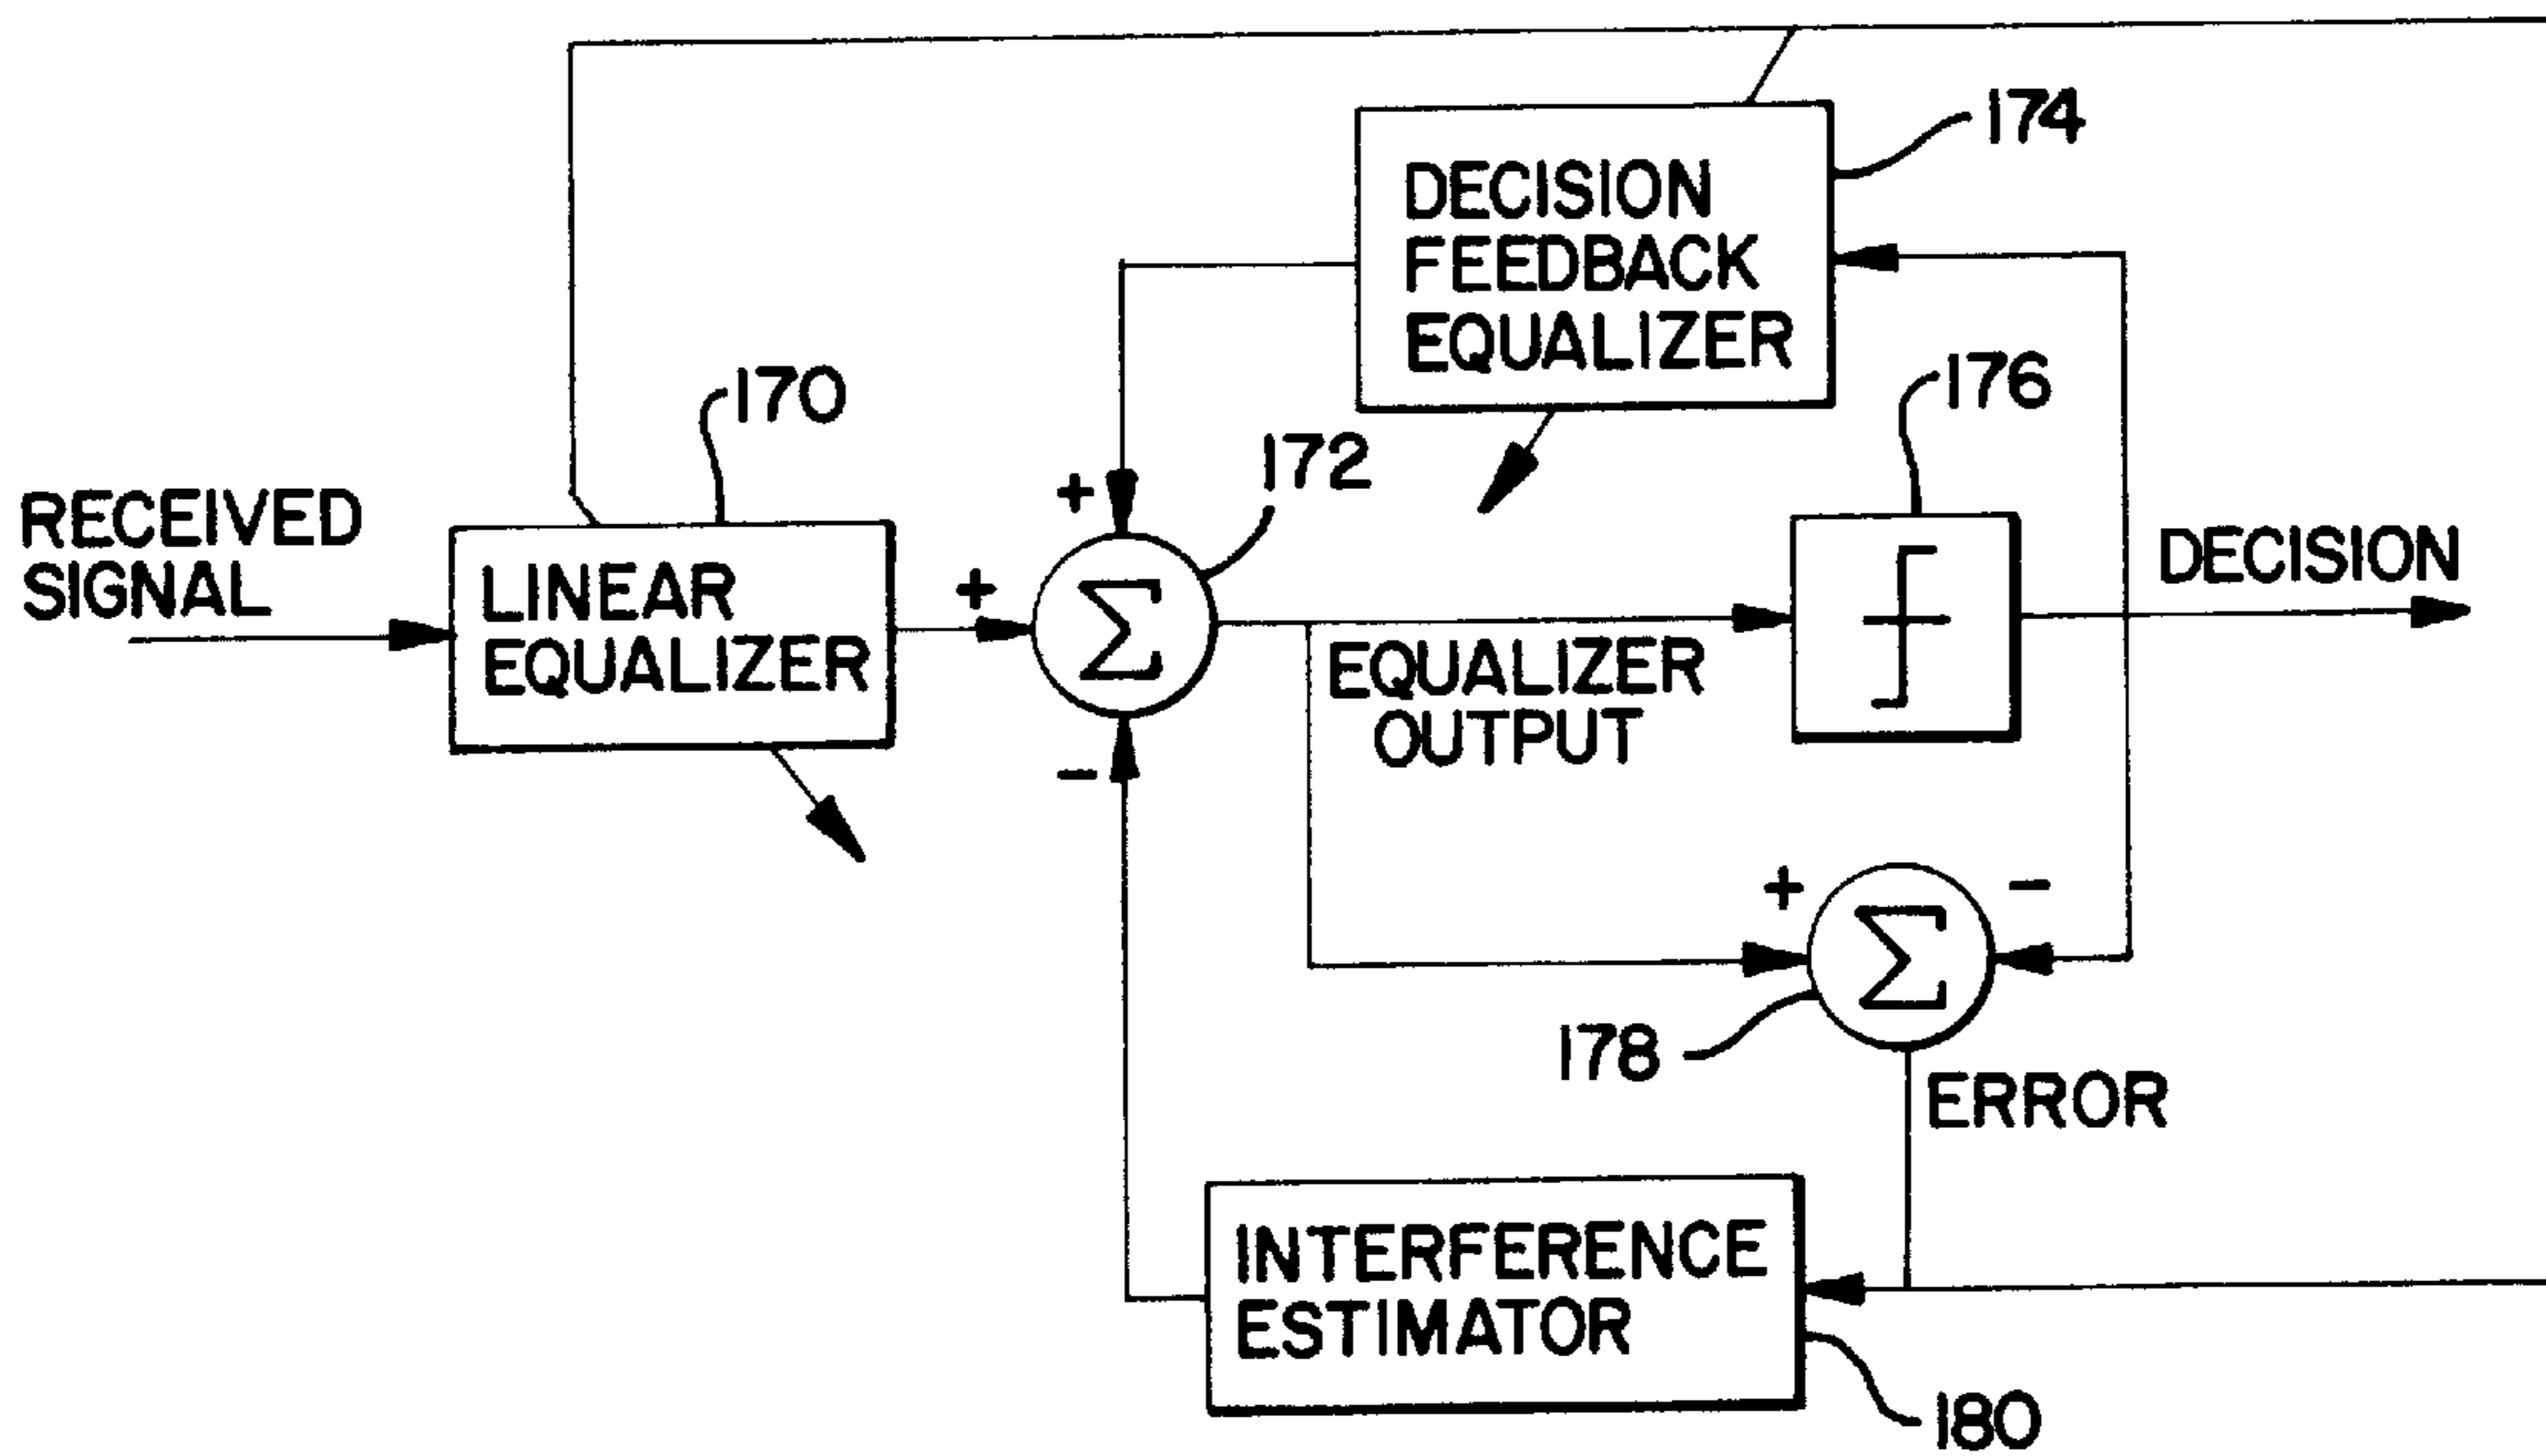 174
DECISION
FEEDBACK
EQUALIZER
170
176
172
+
RECEIVED
SIGNAL
LINEAR
EQUALIZER
+
Σ
DECISION
EQUALIZER
OUTPUT
−
+
−
Σ
178
ERROR
INTERFERENCE
ESTIMATOR
180